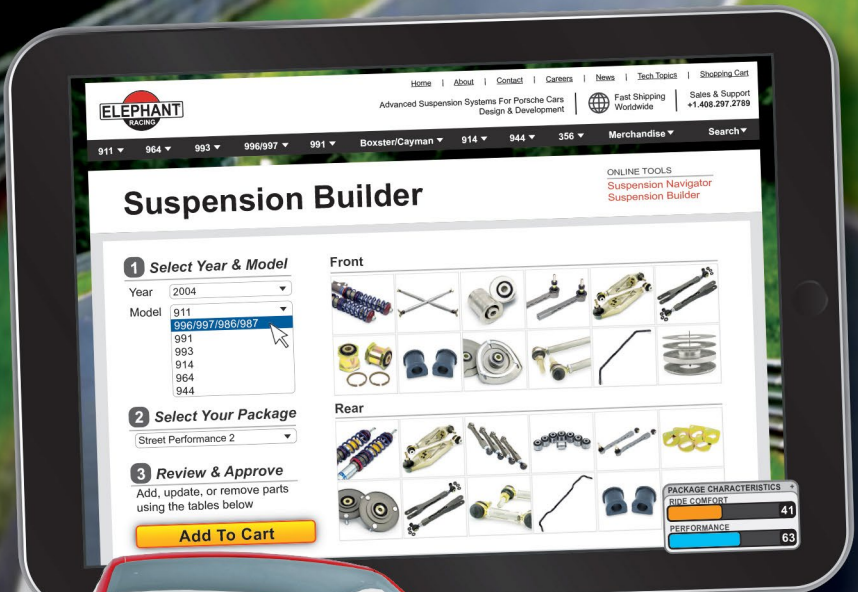 Home | About | Contact | Careers | News | Tech Topics | Shopping Cart
ELEPHANT
RACING
Advanced Suspension Systems For Porsche Cars
Design & Development
Fast Shipping
Worldwide
Sales & Support
+1.408.297.2789
911 ▼ 964 ▼ 993 ▼ 996/997 ▼ 991 ▼ Boxster/Cayman ▼ 914 ▼ 944 ▼ 356 ▼ Merchandise ▼ Search ▼
Suspension Builder
ONLINE TOOLS
Suspension Navigator
Suspension Builder
1 Select Year & Model
Year 2004
Model 911
996/997/986/987
991
993
914
964
944
2 Select Your Package
Street Performance 2
3 Review & Approve
Add, update, or remove parts
using the tables below
Add To Cart
Front
Rear
PACKAGE CHARACTERISTICS +
RIDE COMFORT
41
PERFORMANCE
63